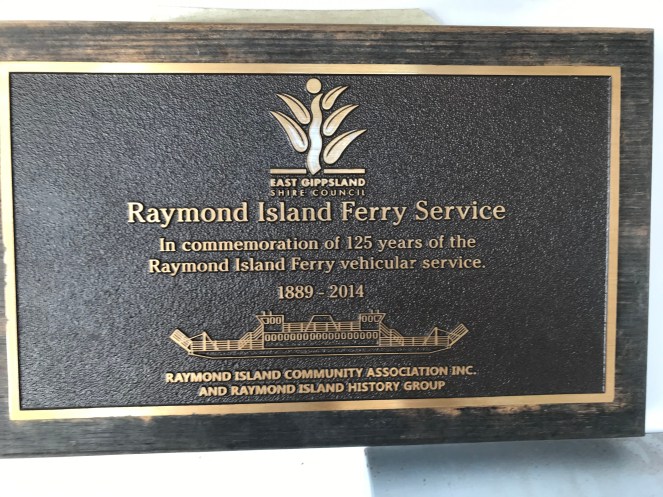 EAST GIPPSLAND
SHIRE COUNCIL
Raymond Island Ferry Service
In commemoration of 125 years of the
Raymond Island Ferry vehicular service.
1889 - 2014
RAYMOND ISLAND COMMUNITY ASSOCIATION INC.
AND RAYMOND ISLAND HISTORY GROUP